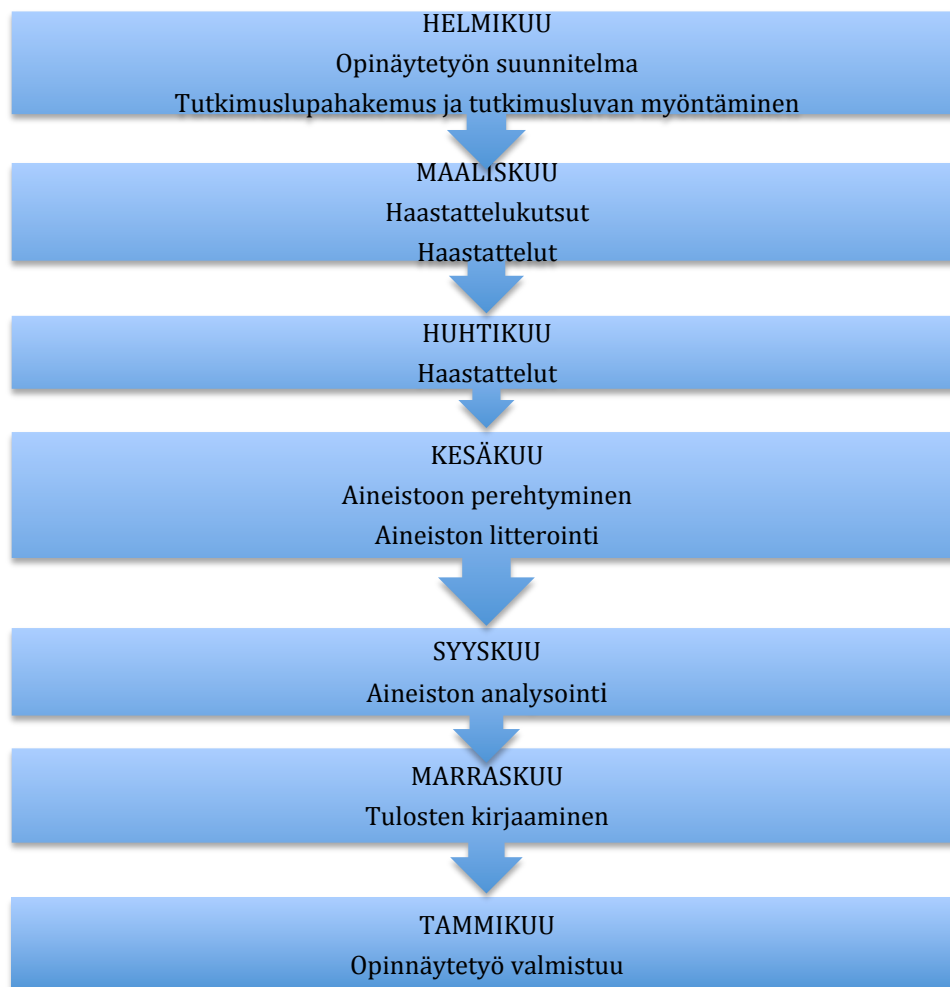 HELMIKUU
Opinäytetyön suunnitelma
Tutkimuslupahakemus ja tutkimusluvan myöntäminen
MAALISKUU
Haastattelukutsut
Haastattelut
HUHTIKUU
Haastattelut
KESÄKUU
Aineistoon perehtyminen
Aineiston litterointi
SYYSKUU
Aineiston analysointi
MARRASKUU
Tulosten kirjaaminen
TAMMIKUU
Opinnäytetyö valmistuu